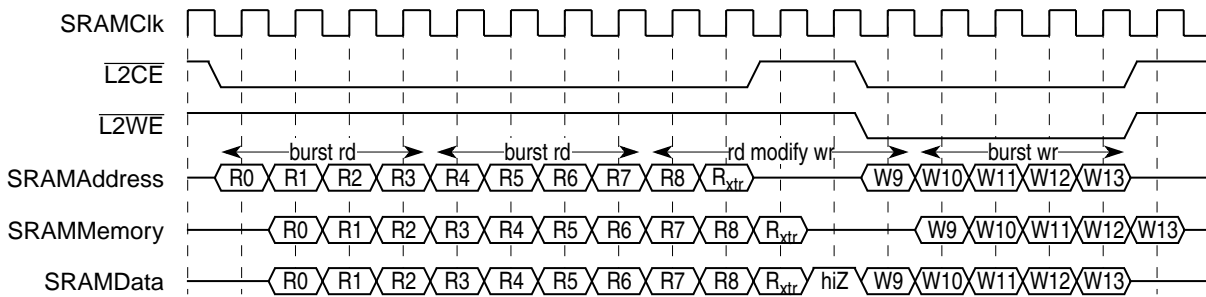 SRAMClk
L2CE
L2WE
burst rd burst rd rd modify wr burst wr
SRAMAddress R0 R1 R2 R3 R4 R5 R6 R7 R8 Rxtr W9 W10 W11 W12 W13
SRAMMemory R0 R1 R2 R3 R4 R5 R6 R7 R8 Rxtr W9 W10 W11 W12 W13
SRAMData R0 R1 R2 R3 R4 R5 R6 R7 R8 Rxtr hiZ W9 W10 W11 W12 W13